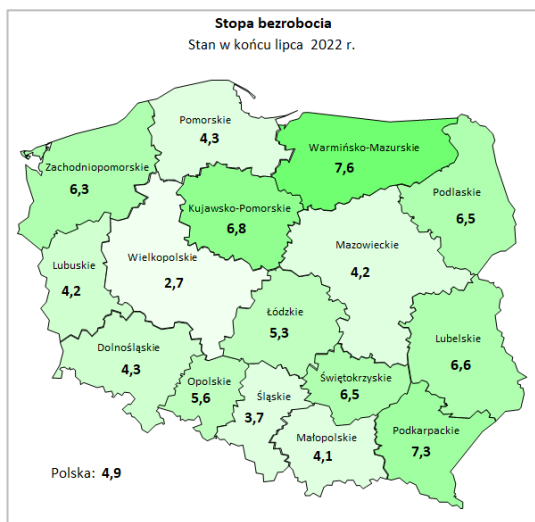 Stopa bezrobocia
Stan w końcu lipca 2022 r.
Pomorskie
4,3
Warmińsko-Mazurskie
7,6
Zachodniopomorskie
6,3
Podlaskie
6,5
Kujawsko-Pomorskie
6,8
Mazowieckie
4,2
Wielkopolskie
2,7
Lubuskie
4,2
Łódzkie
5,3
Lubelskie
6,6
Dolnośląskie
4,3
Opolskie
5,6
Śląskie
3,7
Świętokrzyskie
6,5
Małopolskie
4,1
Podkarpackie
7,3
Polska: 4,9